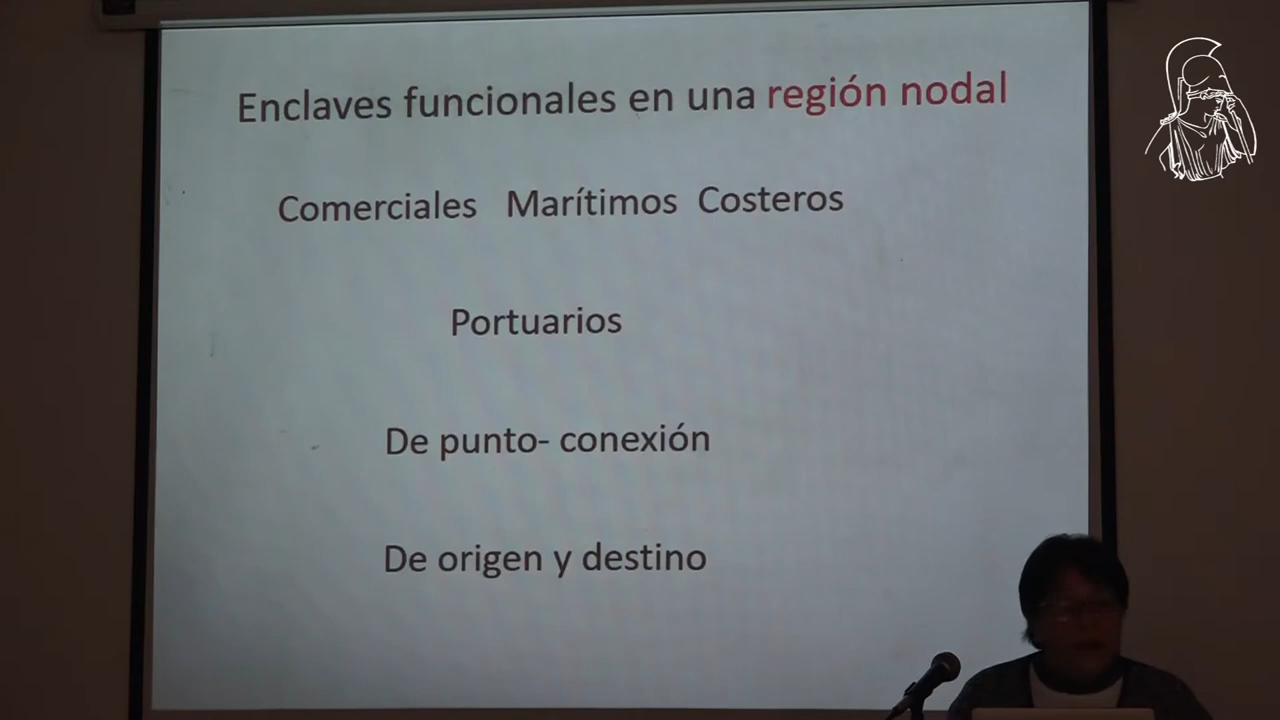 Enclaves funcionales en una región nodal
Comerciales Marítimos Costeros
Portuarios
De punto- conexión
De origen y destino